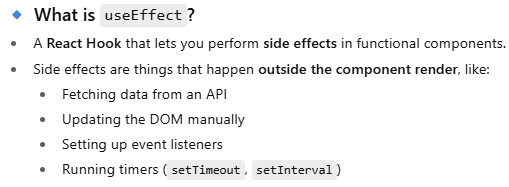 What is useEffect?
A React Hook that lets you perform side effects in functional components.
Side effects are things that happen outside the component render, like:
Fetching data from an API
Updating the DOM manually
Setting up event listeners
Running timers (setTimeout, setInterval)